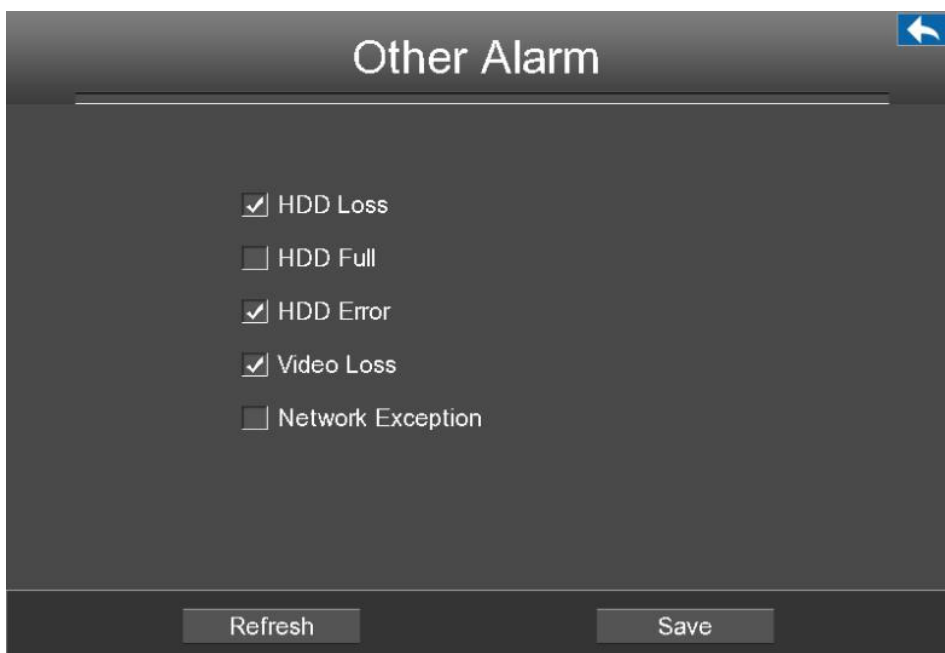 Other Alarm
HDD Loss
HDD Full
HDD Error
Video Loss
Network Exception
Refresh
Save